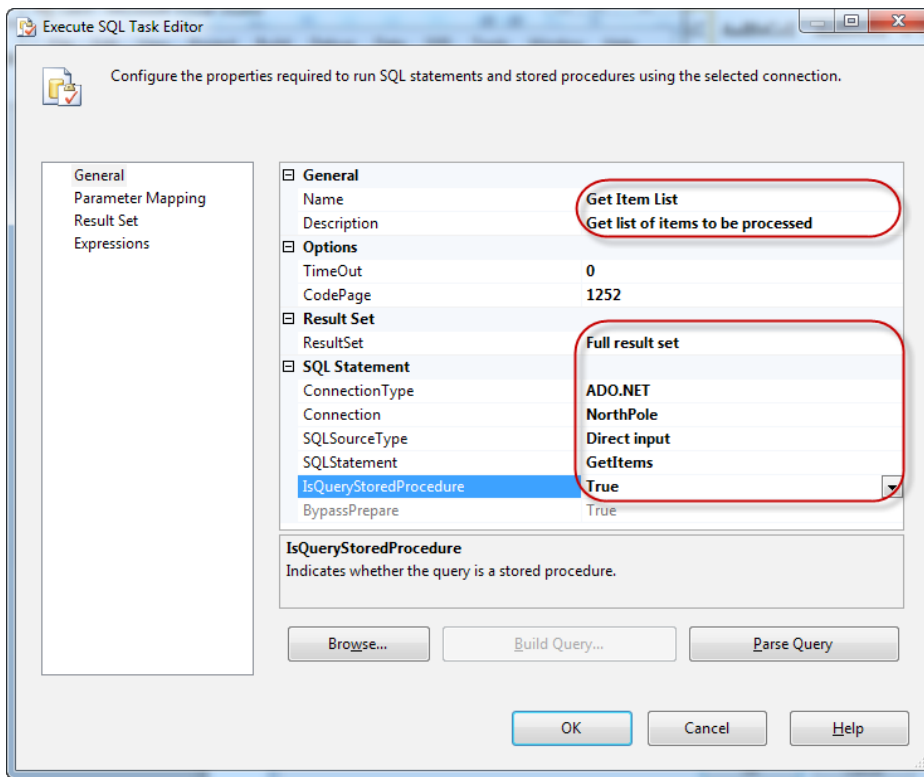 Execute SQL Task Editor
Configure the properties required to run SQL statements and stored procedures using the selected connection.
General
Parameter Mapping
Result Set
Expressions
General
Name Get Item List
Description Get list of items to be processed
Options
TimeOut 0
CodePage 1252
Result Set
ResultSet Full result set
SQL Statement
ConnectionType ADO.NET
Connection NorthPole
SQLSourceType Direct input
SQLStatement GetItems
IsQueryStoredProcedure True
BypassPrepare True
IsQueryStoredProcedure
Indicates whether the query is a stored procedure.
Browse... Build Query... Parse Query
OK Cancel Help